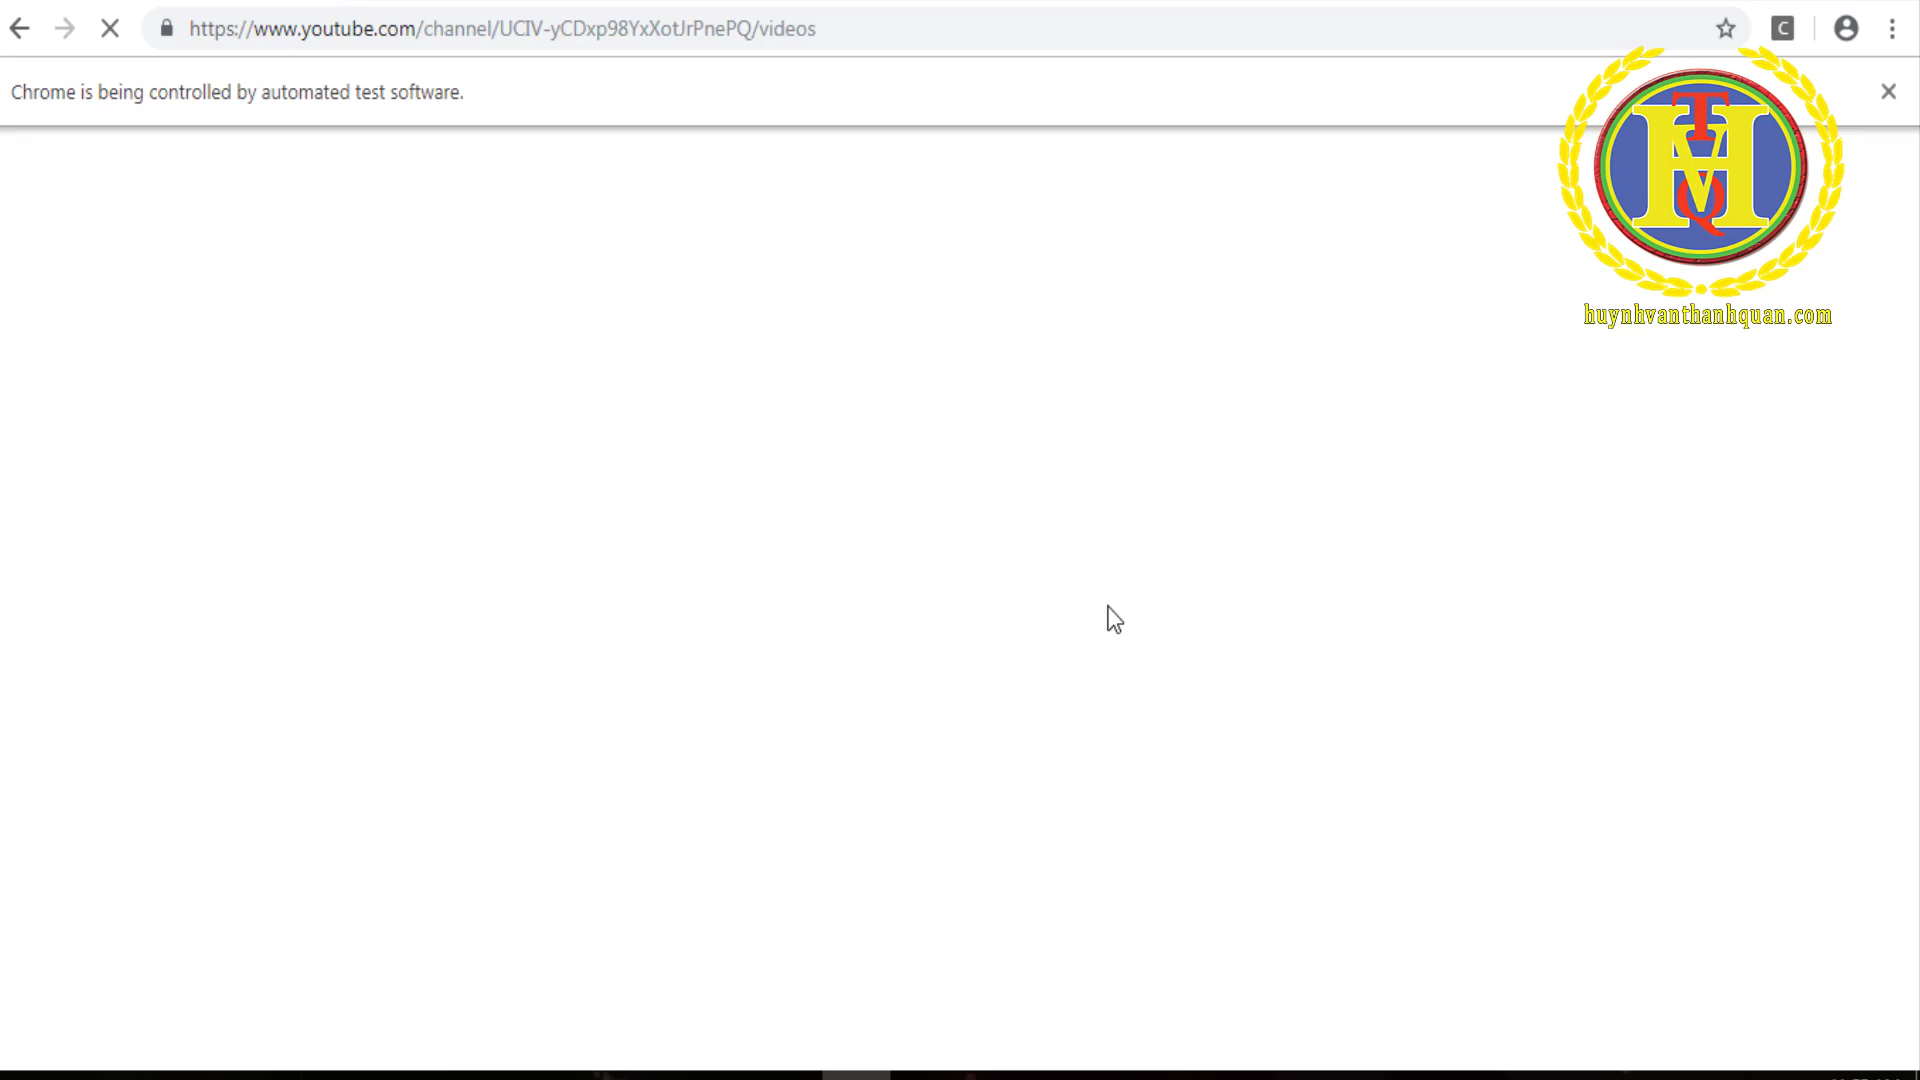 https://www.youtube.com/channel/UCIV-yCDxp98YxXotJrPnePQ/videos
C
Chrome is being controlled by automated test software.
T
H
V
Q
huynhvanthanhquan.com